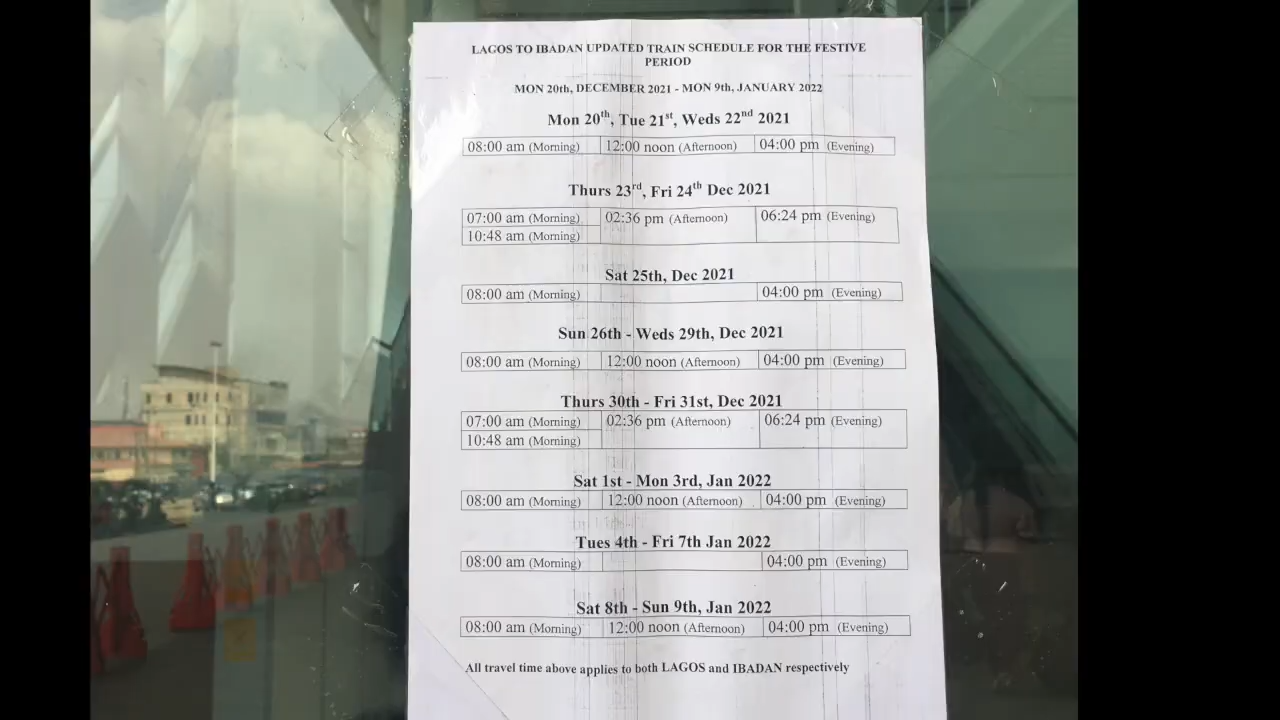 LAGOS TO IBADAN UPDATED TRAIN SCHEDULE FOR THE FESTIVE
PERIOD
MON 20th, DECEMBER 2021 - MON 9th, JANUARY 2022
Mon 20th, Tue 21st, Weds 22nd 2021
08:00 am (Morning) 12:00 noon (Afternoon) 04:00 pm (Evening)
Thurs 23rd, Fri 24th Dec 2021
07:00 am (Morning) 02:36 pm (Afternoon) 06:24 pm (Evening)
10:48 am (Morning)
Sat 25th, Dec 2021
08:00 am (Morning) 04:00 pm (Evening)
Sun 26th - Weds 29th, Dec 2021
08:00 am (Morning) 12:00 noon (Afternoon) 04:00 pm (Evening)
Thurs 30th - Fri 31st, Dec 2021
07:00 am (Morning) 02:36 pm (Afternoon) 06:24 pm (Evening)
10:48 am (Morning)
Sat 1st - Mon 3rd, Jan 2022
08:00 am (Morning) 12:00 noon (Afternoon) 04:00 pm (Evening)
Tues 4th - Fri 7th Jan 2022
08:00 am (Morning) 04:00 pm (Evening)
Sat 8th - Sun 9th, Jan 2022
08:00 am (Morning) 12:00 noon (Afternoon) 04:00 pm (Evening)
All travel time above applies to both LAGOS and IBADAN respectively